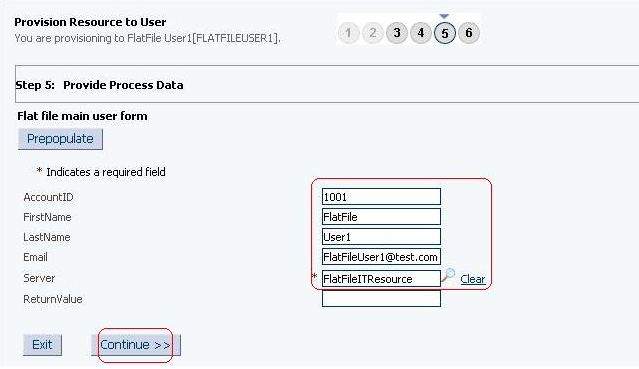 Provision Resource to User
You are provisioning to FlatFile User1[FLATFILEUSER1].
1 2 3 4 5 6
Step 5: Provide Process Data
Flat file main user form
Prepopulate
* Indicates a required field
AccountID 1001
FirstName FlatFile
LastName User1
Email FlatFileUser1@test.com
Server * FlatFileITResource Clear
ReturnValue
Exit Continue >>